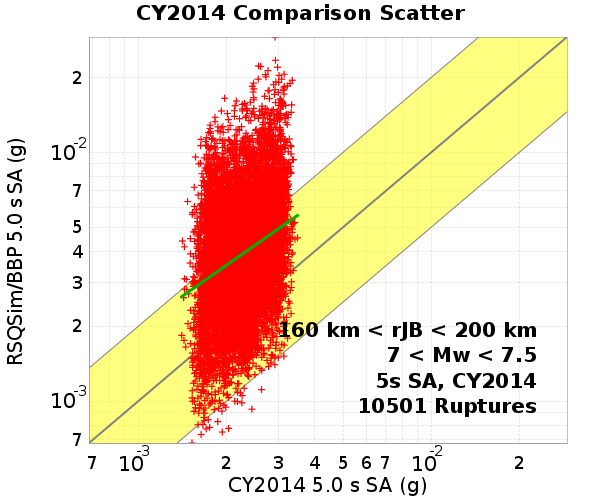 CY2014 Comparison Scatter
RSQSim/BBP 5.0 s SA (g)
2
10-2
7
5
4
3
2
10-3
7
160 km < rJB < 200 km
7 < Mw < 7.5
5s SA, CY2014
10501 Ruptures
7 10-3 2 3 4 5 6 7 10-2 2
CY2014 5.0 s SA (g)